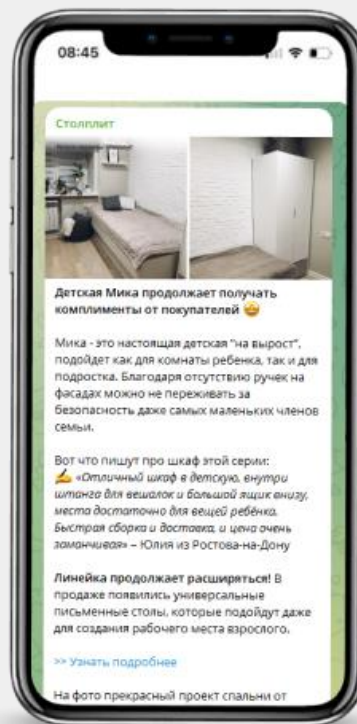 08:45
Столплит
Детская Мика продолжает получать
комплименты от покупателей 🤩
Мика - это настоящая детская "на вырост",
подойдет как для комнаты ребенка, так и для
подростка. Благодаря отсутствию ручек на
фасадах можно не переживать за
безопасность даже самых маленьких членов
семьи.
Вот что пишут про шкаф этой серии:
✍️ «Отличный шкаф в детскую, внутри
штанга для вешалок и большой ящик внизу,
места достаточно для вещей ребёнка.
Быстрая сборка и доставка, и цена очень
заманчивая» – Юлия из Ростова-на-Дону
Линейка продолжает расширяться! В
продаже появились универсальные
письменные столы, которые подойдут даже
для создания рабочего места взрослого.
>> Узнать подробнее
На фото прекрасный проект спальни от